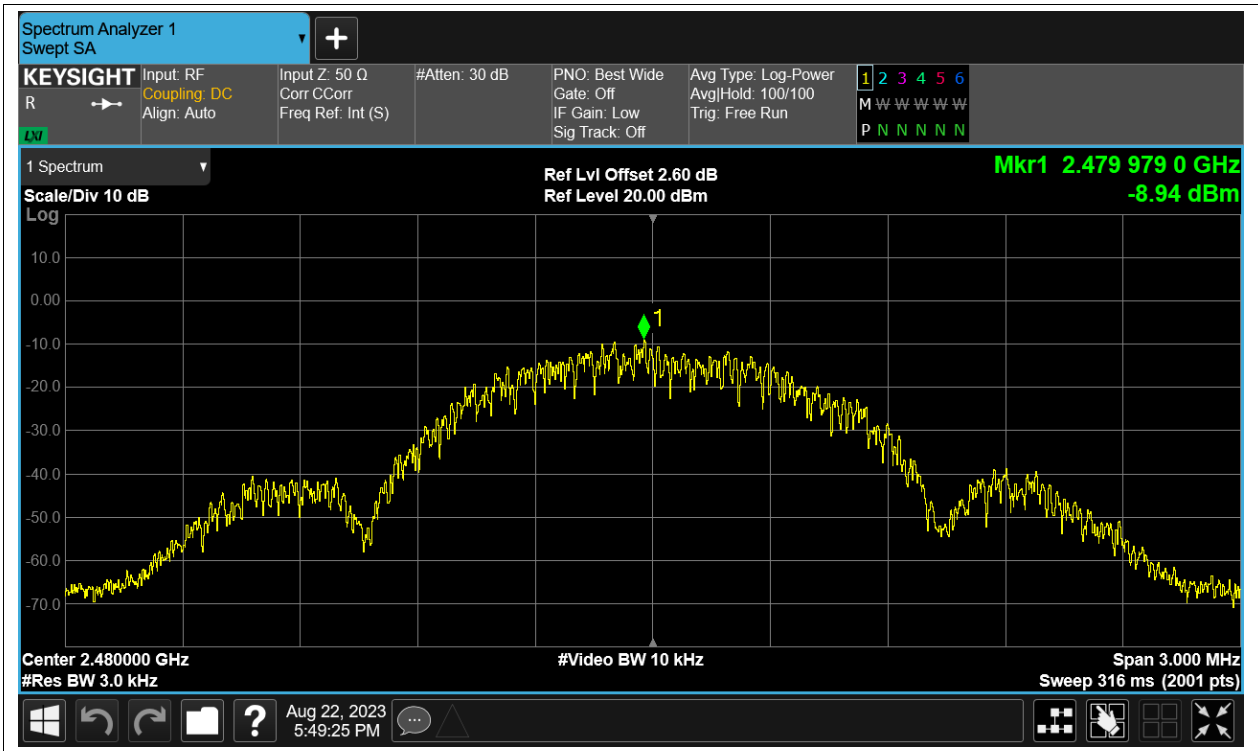 Spectrum Analyzer 1
Swept SA
KEYSIGHT
R
LXI
Input: RF
Coupling: DC
Align: Auto
Input Z: 50 Ω
Corr CCorr
Freq Ref: Int (S)
#Atten: 30 dB
PNO: Best Wide
Gate: Off
IF Gain: Low
Sig Track: Off
Avg Type: Log-Power
Avg|Hold: 100/100
Trig: Free Run
1 2 3 4 5 6
M W W W W W
P N N N N N
1 Spectrum
Scale/Div 10 dB
Log
Ref Lvl Offset 2.60 dB
Ref Level 20.00 dBm
Mkr1 2.479 979 0 GHz
-8.94 dBm
10.0
0.00
-10.0
-20.0
-30.0
-40.0
-50.0
-60.0
-70.0
1
Center 2.480000 GHz
#Res BW 3.0 kHz
#Video BW 10 kHz
Span 3.000 MHz
Sweep 316 ms (2001 pts)
?
Aug 22, 2023
5:49:25 PM